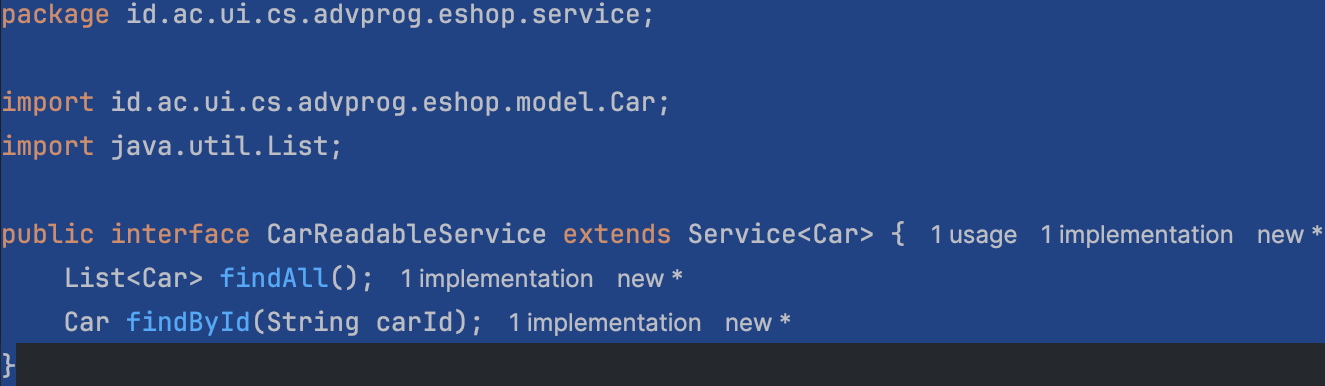 package id.ac.ui.cs.advprog.eshop.service;
import id.ac.ui.cs.advprog.eshop.model.Car;
import java.util.List;
public interface CarReadableService extends Service<Car> { 1 usage 1 implementation new *
List<Car> findAll(); 1 implementation new *
Car findById(String carId); 1 implementation new *
}